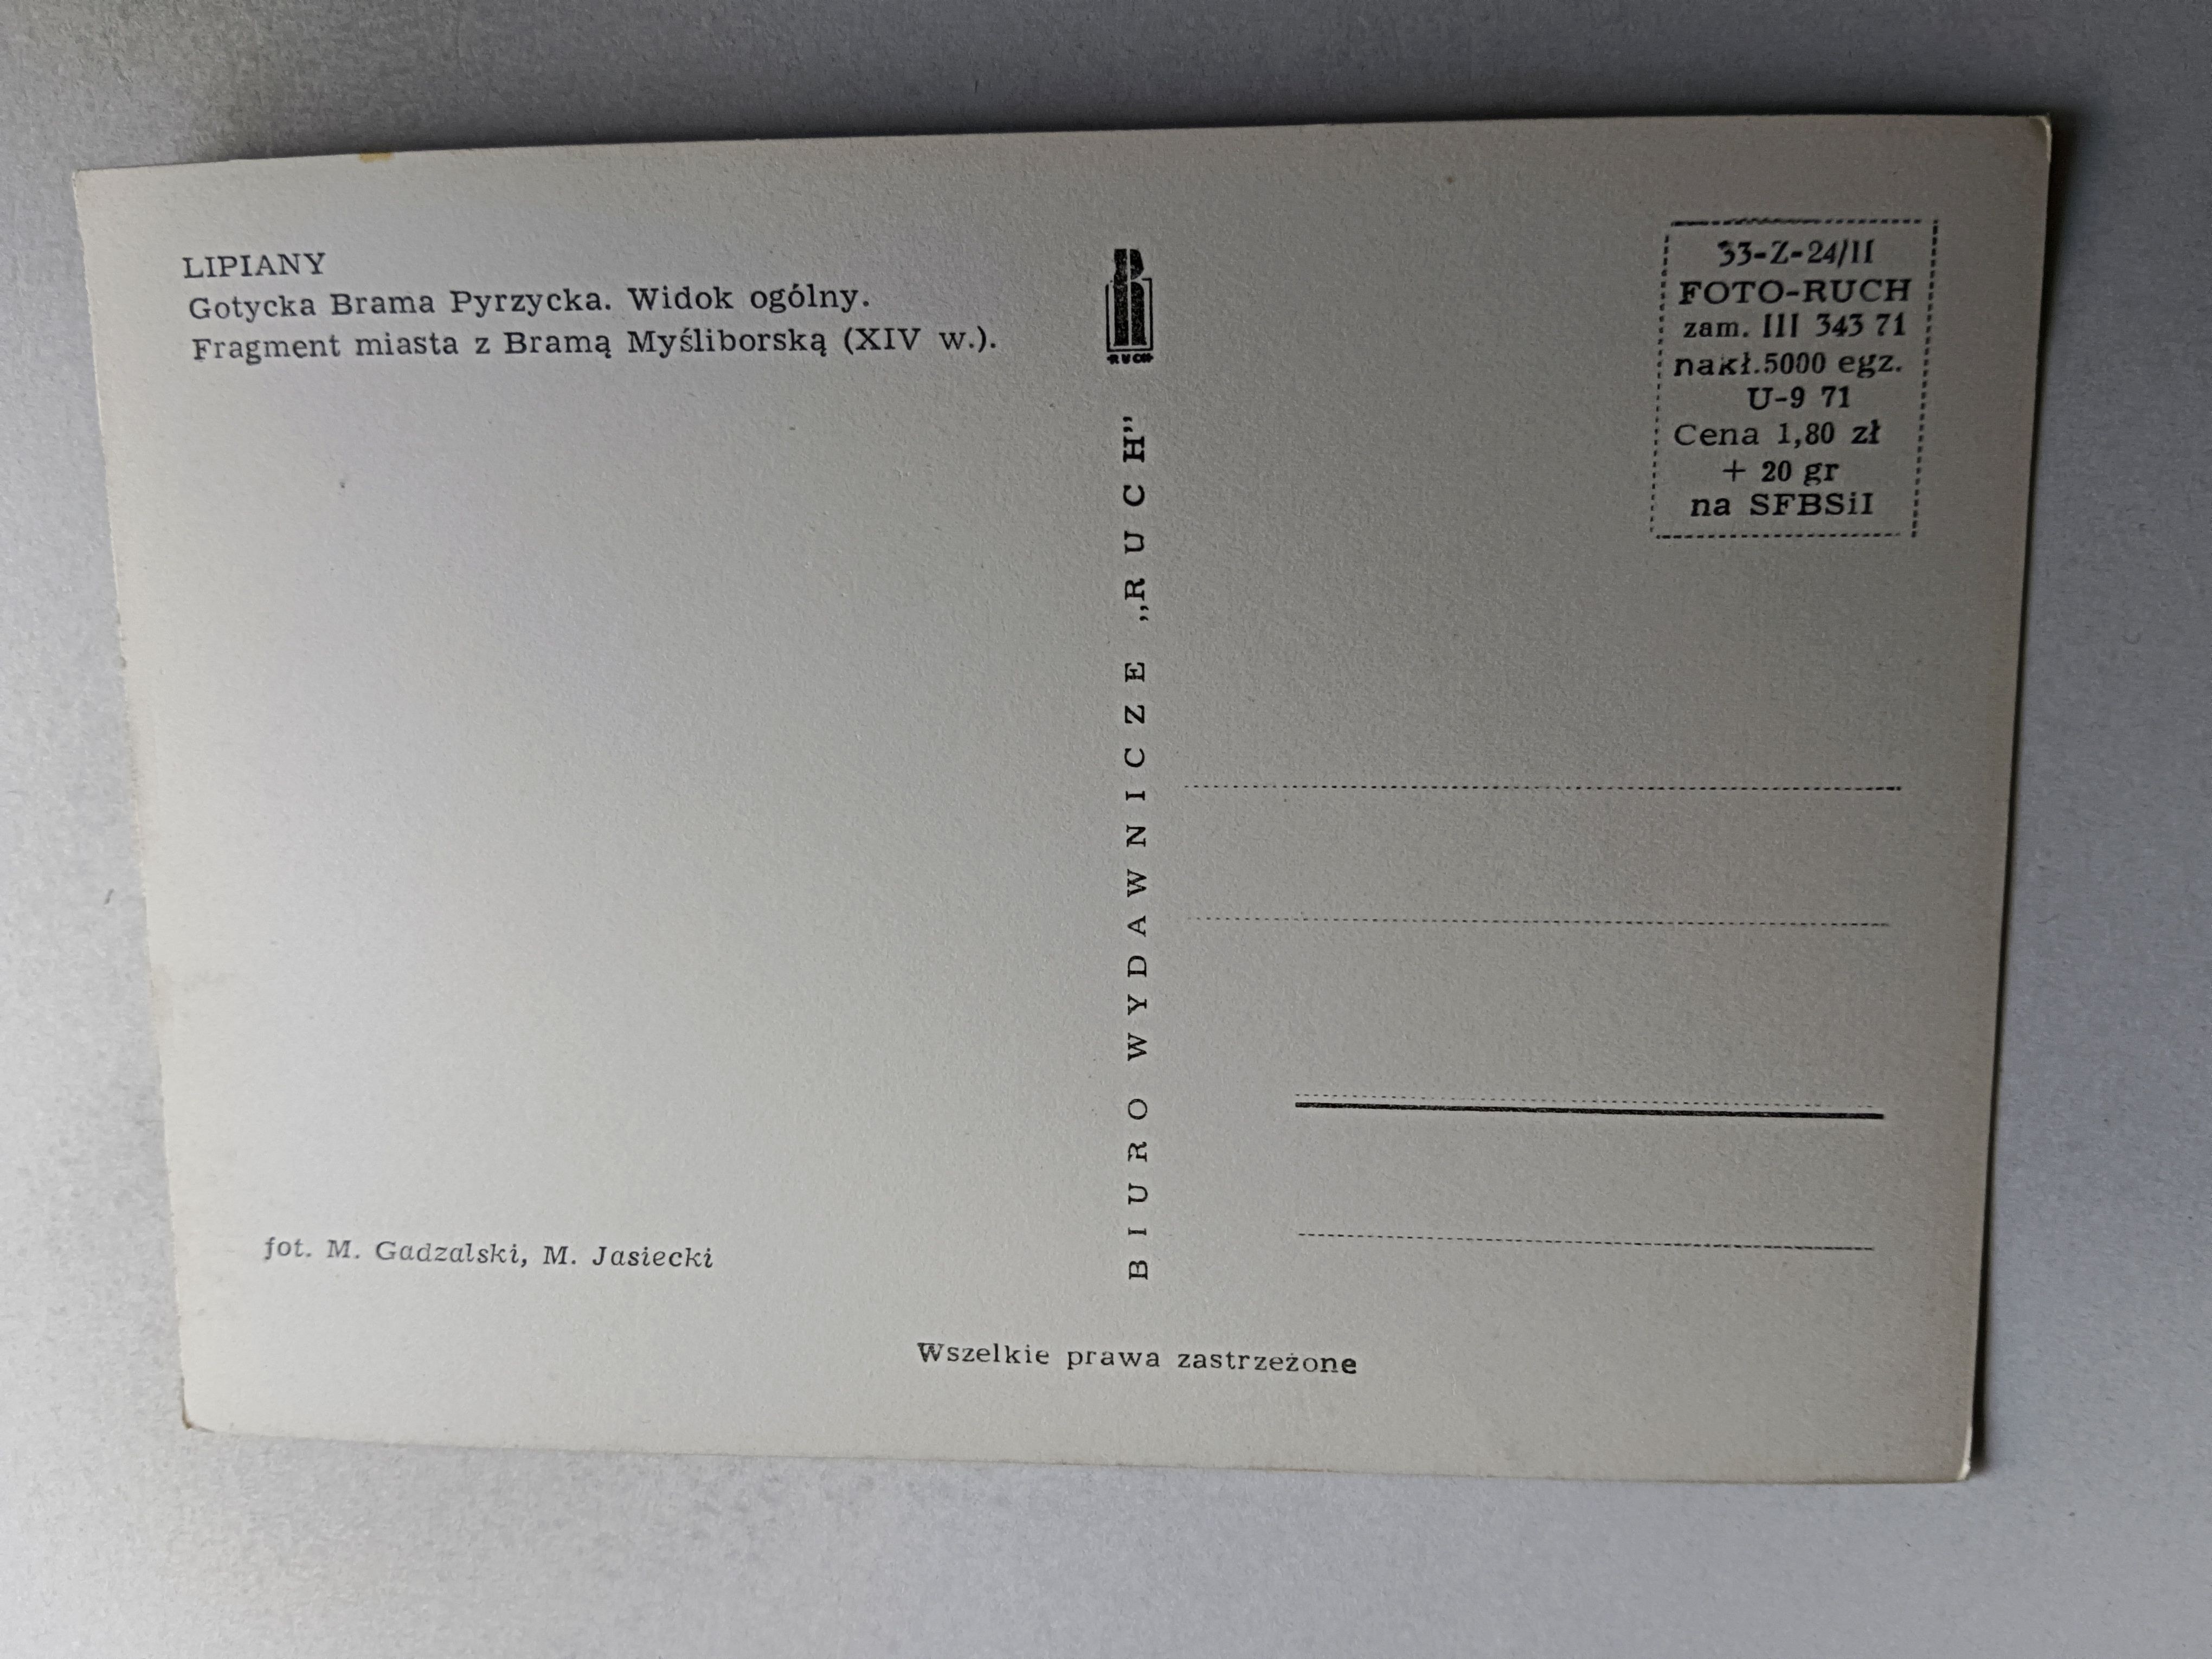 LIPIANY
Gotycka Brama Pyrzycka. Widok ogólny.
Fragment miasta z Bramą Myśliborską (XIV w.).
fot. M. Gadzalski, M. Jasiecki
RUCH
BIURO WYDAWNICZE „RUCH”
33-Z-24/II
FOTO-RUCH
zam. III 343 71
nakł.5000 egz.
U-9 71
Cena 1,80 zł
+ 20 gr
na SFBSiI
Wszelkie prawa zastrzeżone